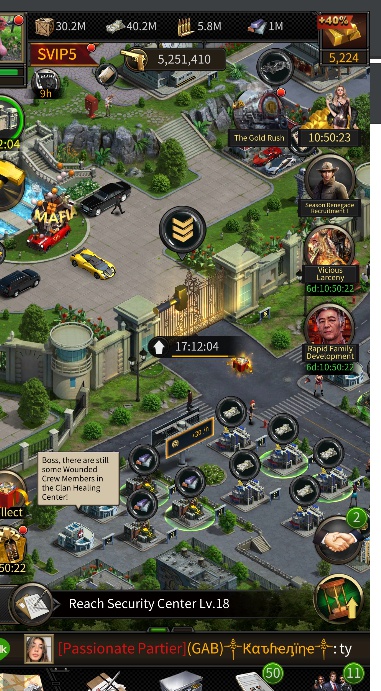 30.2M 40.2M 5.8M 1M
+40%
SVIP5
5,251,410
5,224
9h
2:04
The Gold Rush
10:50:23
Season Renegade
Recruitment I
MAFIA
Vicious
Larceny
6d:10:50:22
Rapid Family
Development
6d:10:50:22
17:12:04
Boss, there are still
some Wounded
Crew Members in
the Clan Healing
Center!
llect
50:22
2
Reach Security Center Lv.18
[Passionate Partier](GAB)⸸Kατhєɲïηє⸸: ty
50
11